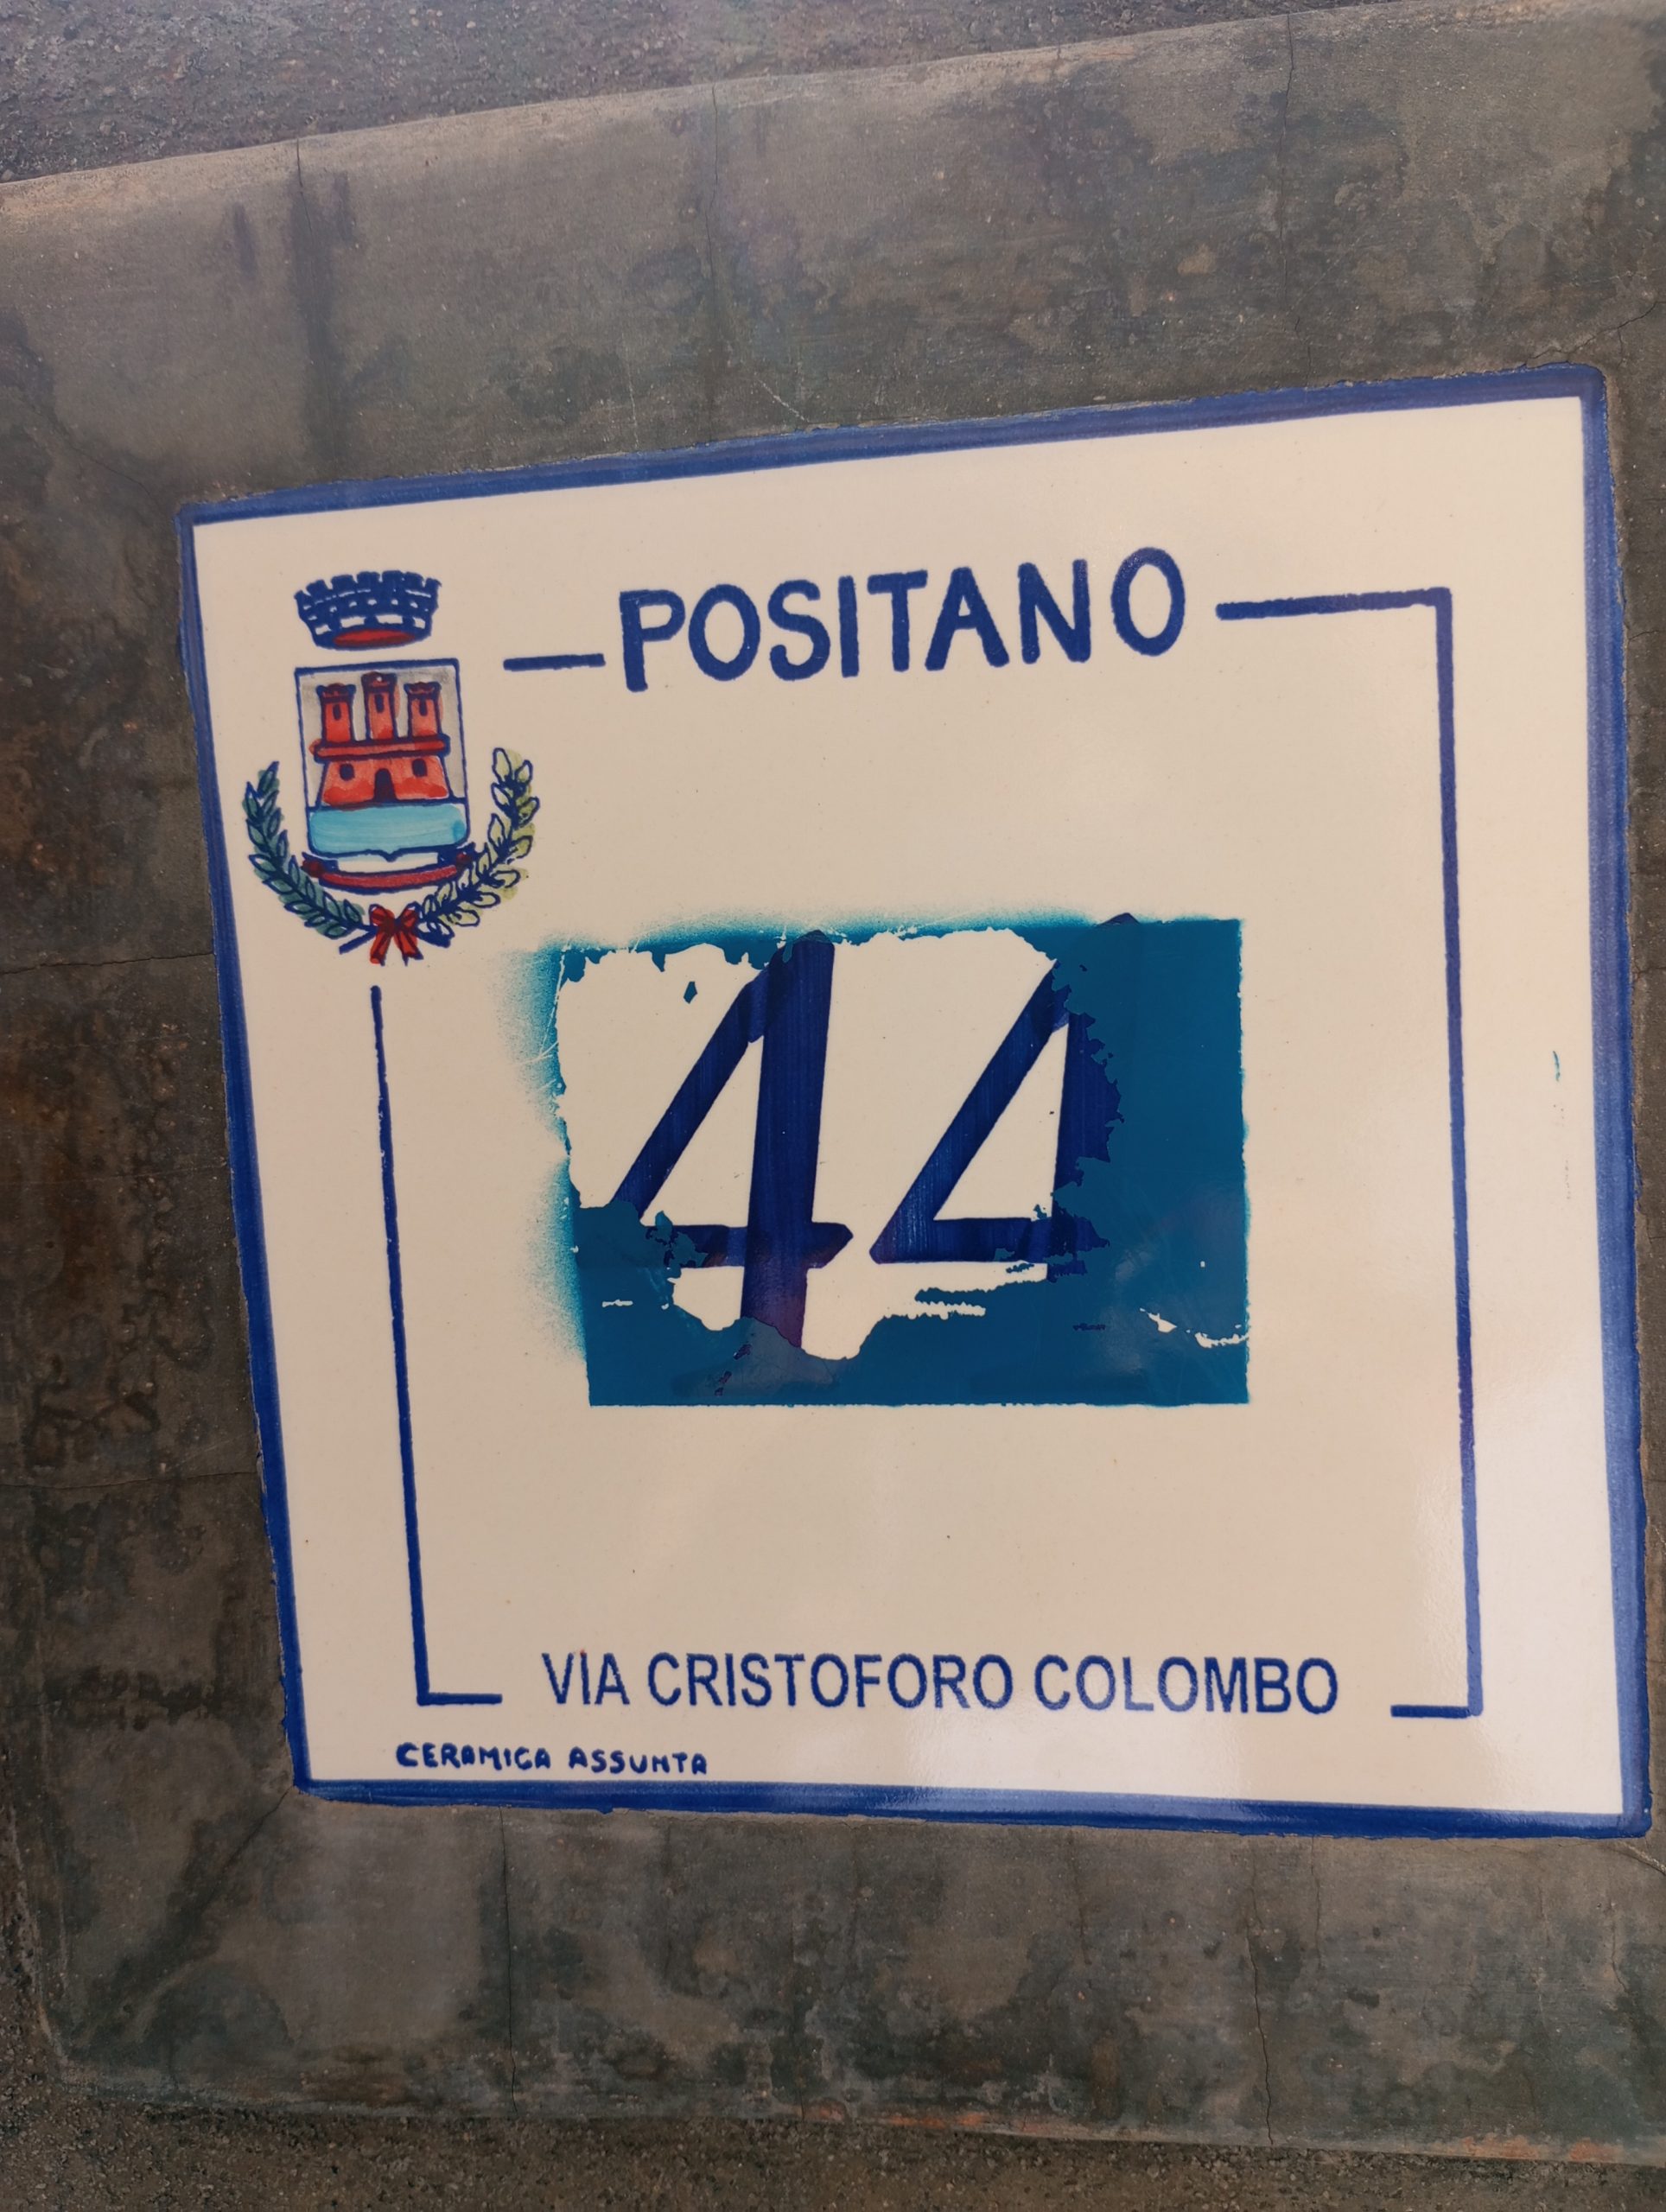 POSITANO
44
VIA CRISTOFORO COLOMBO
CERAMICA ASSUNTA